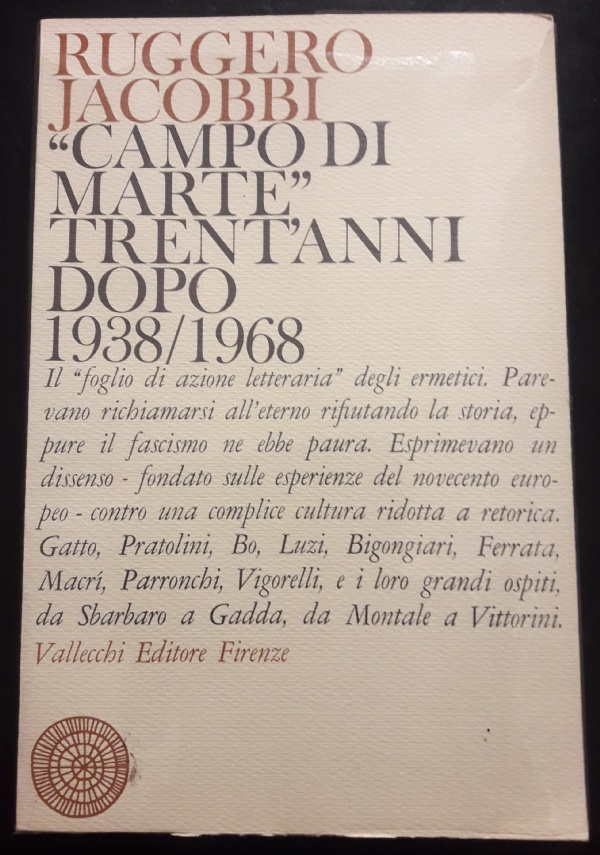 RUGGERO
JACOBBI
“CAMPO DI
MARTE”
TRENT'ANNI
DOPO
1938/1968
Il “foglio di azione letteraria” degli ermetici. Pare-
vano richiamarsi all'eterno rifiutando la storia, ep-
pure il fascismo ne ebbe paura. Esprimevano un
dissenso - fondato sulle esperienze del novecento euro-
peo - contro una complice cultura ridotta a retorica.
Gatto, Pratolini, Bo, Luzi, Bigongiari, Ferrata,
Macrí, Parronchi, Vigorelli, e i loro grandi ospiti,
da Sbarbaro a Gadda, da Montale a Vittorini.
Vallecchi Editore Firenze